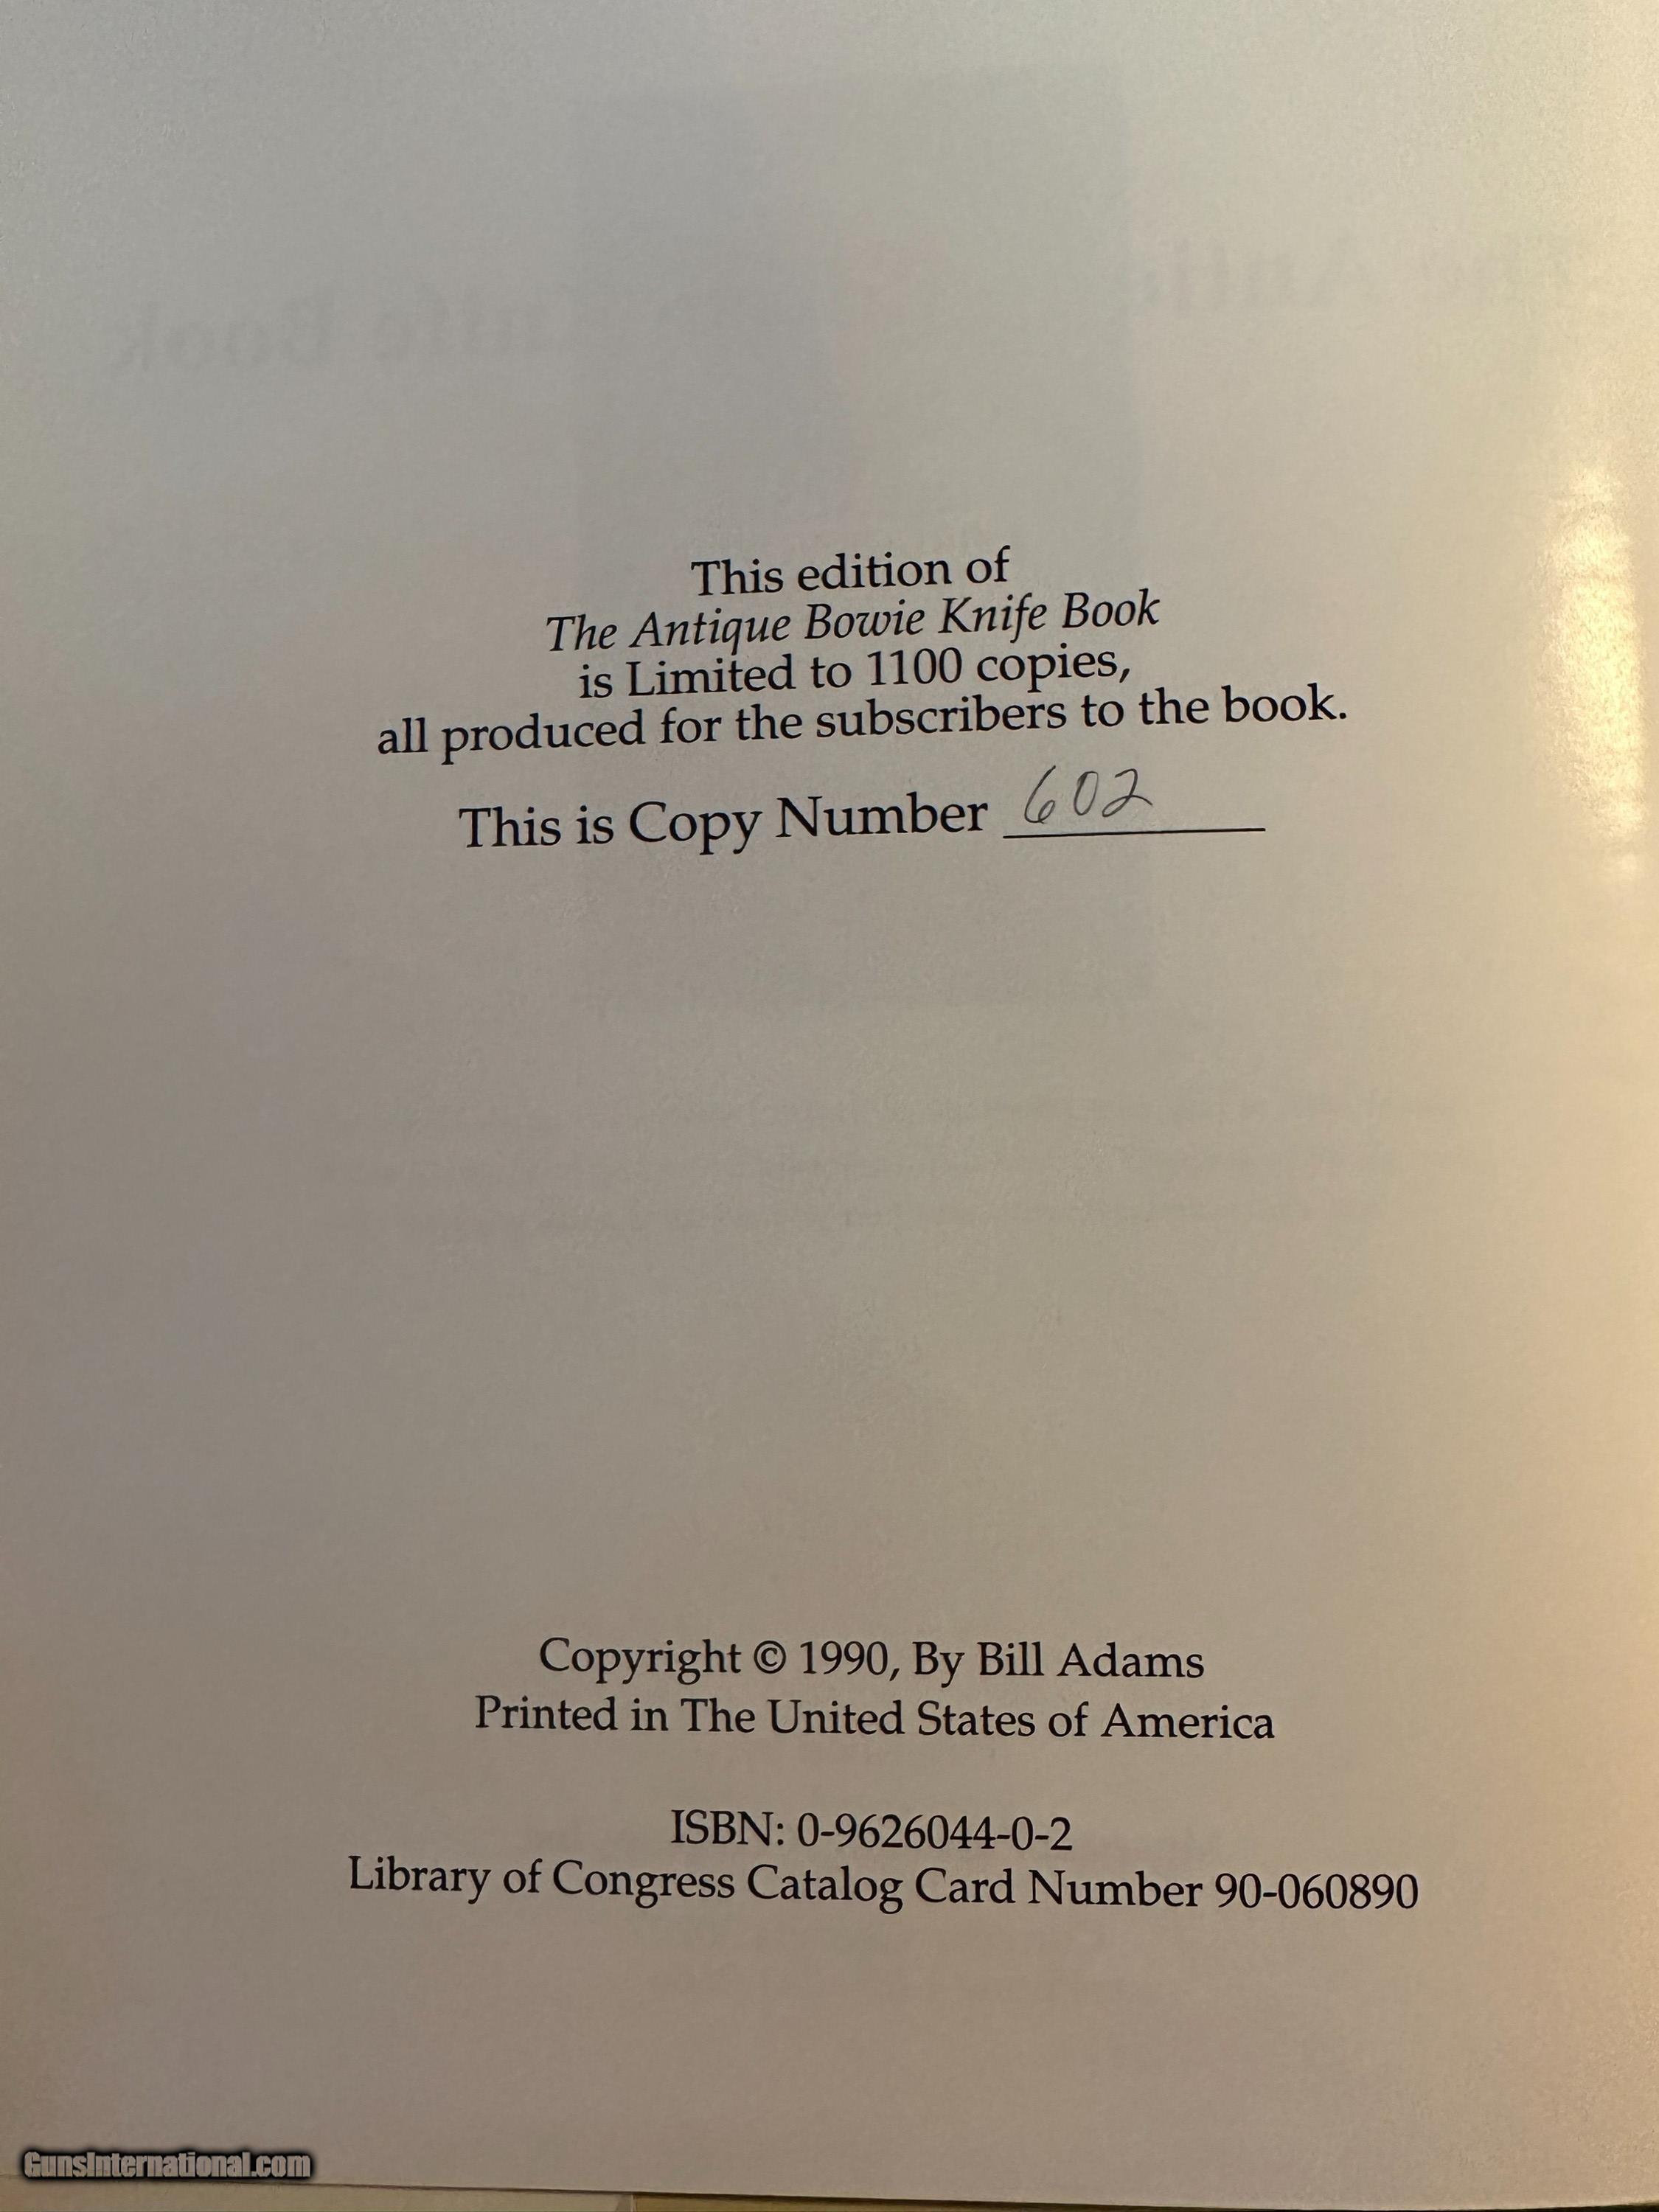 This edition of
The Antique Bowie Knife Book
is Limited to 1100 copies,
all produced for the subscribers to the book.
This is Copy Number 602
Copyright © 1990, By Bill Adams
Printed in The United States of America
ISBN: 0-9626044-0-2
Library of Congress Catalog Card Number 90-060890
GunsInternational.com